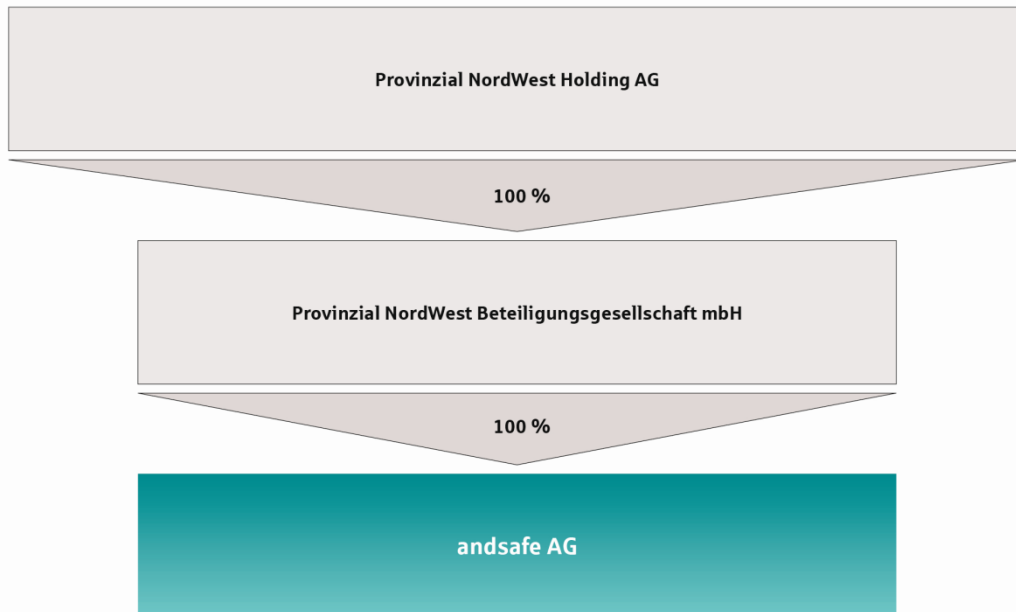 Provinzial NordWest Holding AG
100 %
Provinzial NordWest Beteiligungsgesellschaft mbH
100 %
andsafe AG